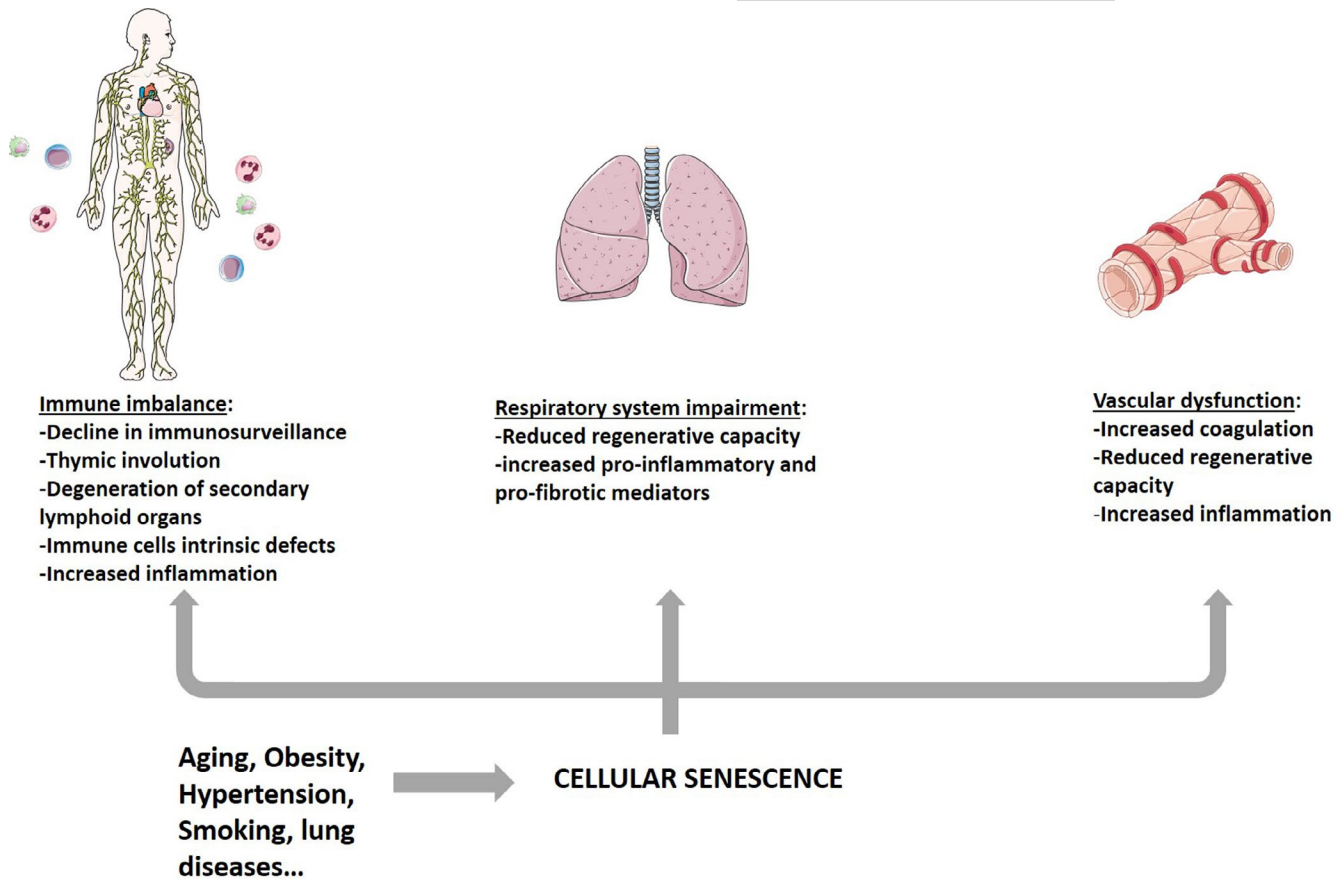 Immune imbalance:
-Decline in immunosurveillance
-Thymic involution
-Degeneration of secondary
lymphoid organs
-Immune cells intrinsic defects
-Increased inflammation
Respiratory system impairment:
-Reduced regenerative capacity
-increased pro-inflammatory and
pro-fibrotic mediators
Vascular dysfunction:
-Increased coagulation
-Reduced regenerative
capacity
-Increased inflammation
Aging, Obesity,
Hypertension,
Smoking, lung
diseases...
CELLULAR SENESCENCE